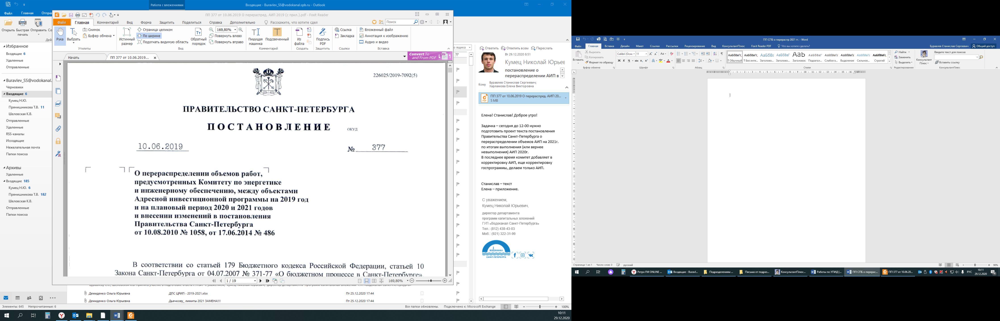 Работа с вложениями
Входящие - Buravlev_SS@vodokanal.spb.ru - Outlook
Файл
Главная
Отпра
Открыть
Быстрая печать
Отправить
Со
Дей
Избранное
Входящие 6
Удаленные
Отправленные
Buravlev_SS@vodokanal.
Черновики
Входящие 6
Кумец Н.Ю.
Прянишникова Т.В. 11
Шеловская К.В.
Отправленные
Удаленные
RSS-каналы
Исходящие
Нежелательная почта
Папки поиска
Архивы
Удаленные
Входящие 185
Кумец Н.Ю. 6
Прянишникова Т.В. 182
Шеловская К.В.
Отправленные
Папки поиска
Элементы: 645 Непрочитанные: 6
ПП 377 от 10.06.2019 О перераспред. АИП 2019 (с прил.).pdf - Foxit Reader
Файл Главная Комментарий Вид Форма Защитить Поделиться Справка Дополнительно Расскажите, что хотите сдел
Поиск
Рука
Выбрать
Снимок
Буфер обмена
Утилиты
Истинный размер
Страница целиком
По ширине
Подогнать видимую область
Обратный порядок
169,80%
Повернуть влево
Повернуть вправо
Вид
Пишущая машинка
Подсвеченный
Комментарий
Из файла
Создать
Подпись PDF
Защитить
Ссылка
Закладка
Ссылки
Вложенный файл
Аннотация к изображению
Аудио и видео
Вставка
Начать
ПП 377 от 10.06.2019...
Convert To
and From PDF
226025/2019-7092(5)
ПРАВИТЕЛЬСТВО САНКТ-ПЕТЕРБУРГА
ПОСТАНОВЛЕНИЕ
ОКУД
10.06.2019
№ 377
О перераспределении объемов работ,
предусмотренных Комитету по энергетике
и инженерному обеспечению, между объектами
Адресной инвестиционной программы на 2019 год
и на плановый период 2020 и 2021 годов
и внесении изменений в постановления
Правительства Санкт-Петербурга
от 10.08.2010 № 1058, от 17.06.2014 № 486
В соответствии со статьей 179 Бюджетного кодекса Российской Федерации, статьей 10
Закона Санкт-Петербурга от 04.07.2007 № 371-77 «О бюджетном процессе в Санкт-Петербурге»,
1 / 19
169,80%
Демиденко Ольга Юрьевна ДПС ЦРИП - 2019-2021.xlsx Пт 25.12.2020 17:44
Демиденко Ольга Юрьевна Дьячкову_ лимиты 2021 ЗАМЕНА!!!! Пт 25.12.2020 17:44
Все папки обновлены. Подключено к: Microsoft Exchange
100%
10:11
29.12.2020
о ящика
Ответить Ответить всем Переслать
Вт 29.12.2020 8:51
Кумец Николай Юрьев
постановление о
перераспределении АИП в
Кому
Буравлев Станислав Сергеевич;
Харламова Елена Викторовна
ПП 377 от 10.06.2019 О перераспред. АИП 20...
5 MB
Елена! Станислав! Доброе утро!
Задачка – сегодня до 12-00 нужно
подготовить проект текста постановления
Правительства Санкт-Петербурга о
перераспределении объемов АИП на 2021г.
по итогам выполнения (или вернее
невыполнения) АИП 2020г.
В последнее время комитет добавляет в
корректировку АИП, еще корректировку
госпрограммы, делаем только АИП.
Станислав – текст
Елена – приложение.
С уважением,
Кумец Николай Юрьевич,
директор департамента
программ капитальных вложений
ГУП «Водоканал Санкт-Петербурга»
Тел.: (812) 438-43-03
Моб.: (921) 322-31-99
ВОДОКАНАЛ
САНКТ-ПЕТЕРБУРГА
ПП СПБ о перераспр 2021 гг. - Word
Файл Главная Вставка Дизайн Макет Ссылки Рассылки Рецензирование Вид КонсультантПлюс Foxit Reader PDF Что вы хотите сделать?
Буравлев Станислав Сергеевич Общий доступ
Вставить
Вырезать
Копировать
Формат по образцу
Буфер обмена
Calibri (Оснс 11
Ж К Ч
Шрифт
Абзац
АаБбВвГг, АаБбВвГг, АаБбВı АаБбВвГ Аab АаБбВвГ АаБбВвГг АаБбВвГг АаБбВвГг АаБбВвГг,
¶ Обычный ¶ Без инте... Заголово... Заголово... Заголовок Подзагол... Слабое в... Выделение Сильное... Строгий
Стили
Найти
Заменить
Выделить
Редактирование
Консультант Плюс
Введите текст для поиска:
Вставить ссылку
КонсультантПлюс
Страница 1 из 1 Число слов: 0 русский
90%
Ретро FM ONLINE ...
Входящие - Buravl...
Подразделениям ...
Письма от подраз...
КонсультантПлюс...
Работы по УПИД [...
ПП СПБ о перерас...
ПП 377 от 10.06.20...
РУС
10:11
29.12.2020